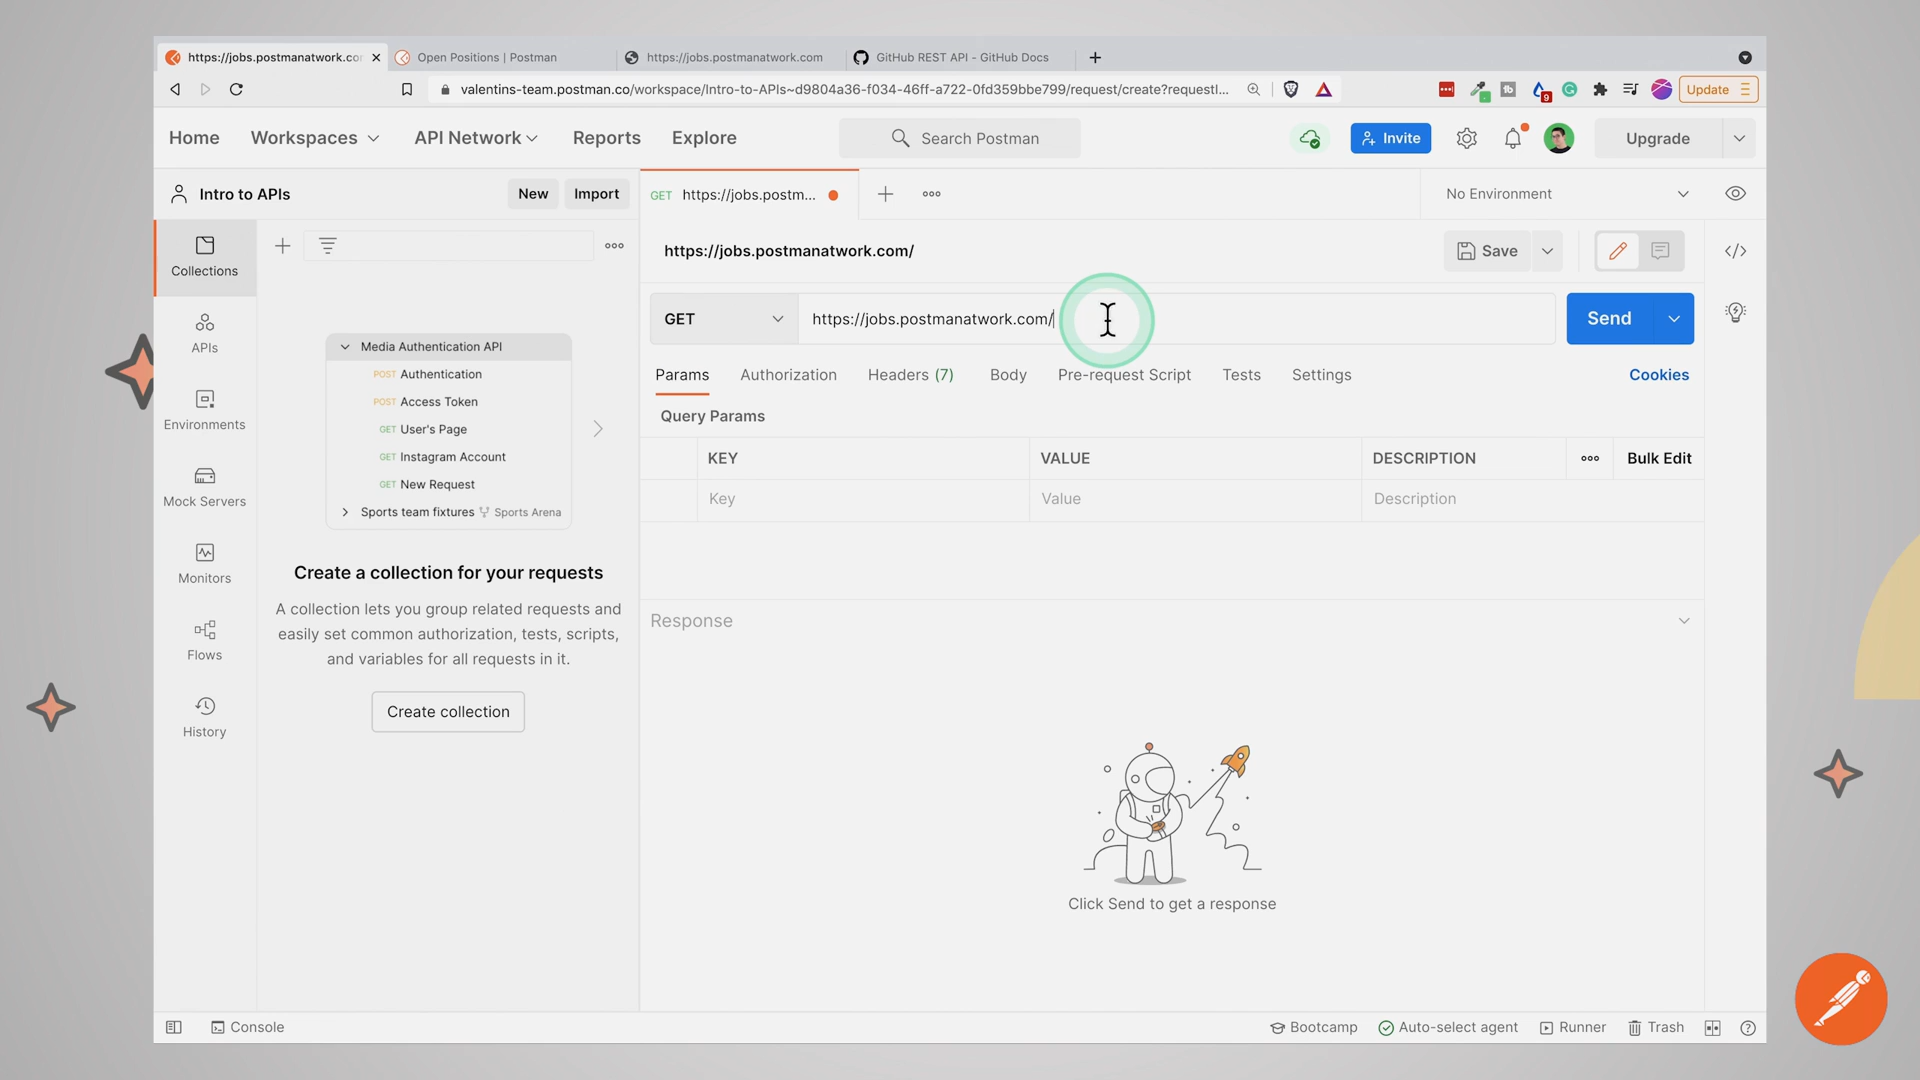 https://jobs.postmanatwork.cor
Open Positions | Postman
https://jobs.postmanatwork.com
GitHub REST API - GitHub Docs
valentins-team.postman.co/workspace/Intro-to-APIs~d9804a36-f034-46ff-a722-0fd359bbe799/request/create?requestI...
9
Update
Home
Workspaces
API Network
Reports
Explore
Search Postman
Invite
Upgrade
Intro to APIs
New
Import
GET https://jobs.postm...
No Environment
Collections
APIs
Environments
Mock Servers
Monitors
Flows
History
Media Authentication API
POST Authentication
POST Access Token
GET User's Page
GET Instagram Account
GET New Request
Sports team fixtures Sports Arena
Create a collection for your requests
A collection lets you group related requests and
easily set common authorization, tests, scripts,
and variables for all requests in it.
Create collection
https://jobs.postmanatwork.com/
Save
GET
https://jobs.postmanatwork.com/
Send
Params
Authorization
Headers (7)
Body
Pre-request Script
Tests
Settings
Cookies
Query Params
KEY
VALUE
DESCRIPTION
Bulk Edit
Key
Value
Description
Response
Click Send to get a response
Console
Bootcamp
Auto-select agent
Runner
Trash